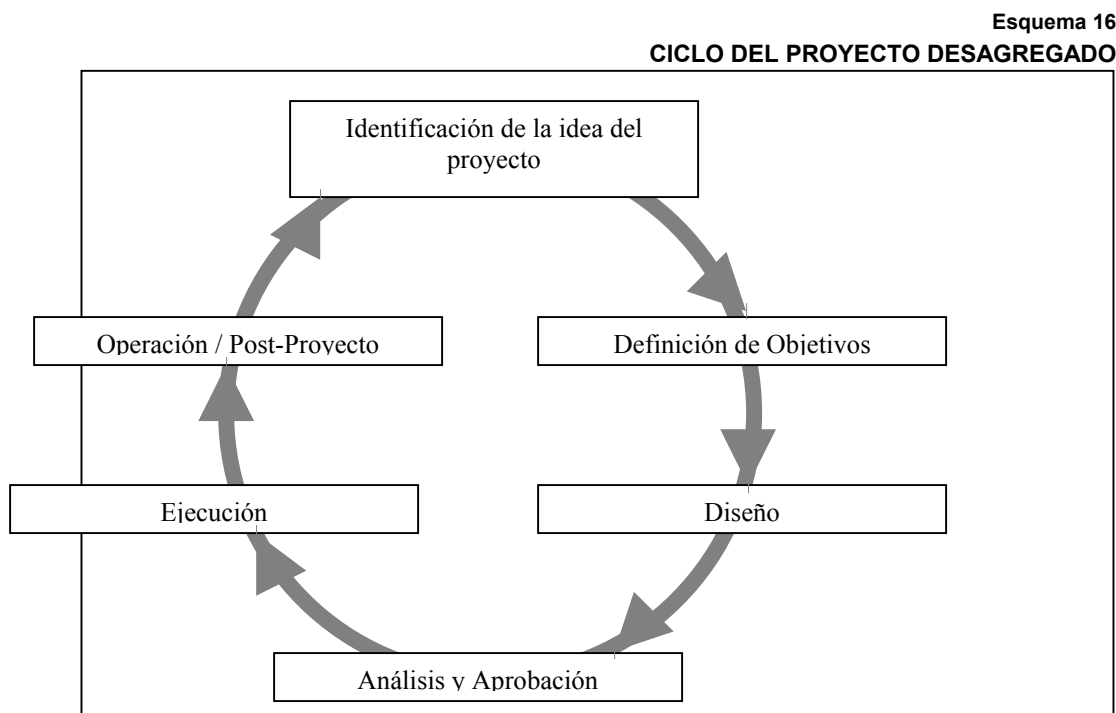 Esquema 16
CICLO DEL PROYECTO DESAGREGADO
Identificación de la idea del
proyecto
Operación / Post-Proyecto
Definición de Objetivos
Ejecución
Diseño
Análisis y Aprobación